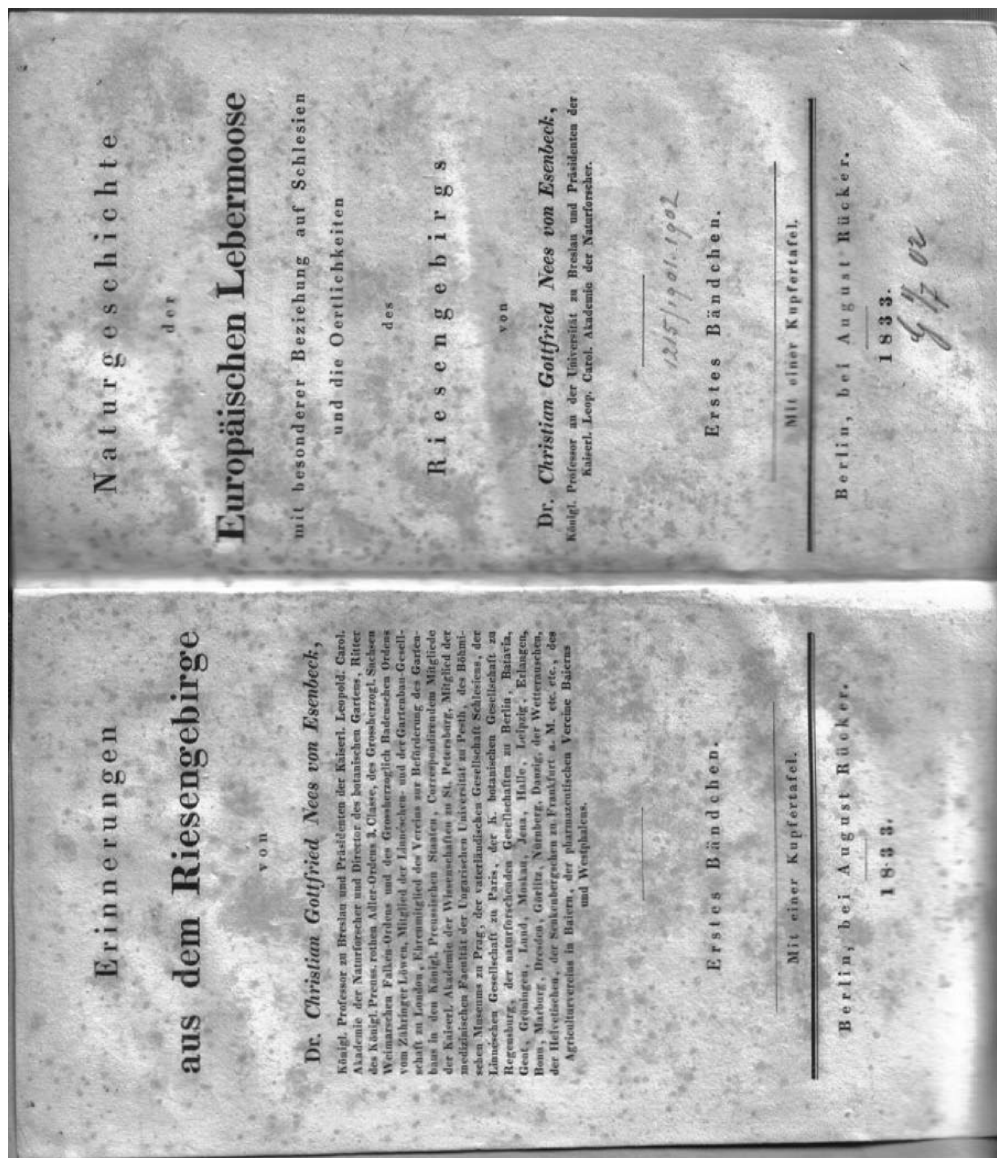 Erinnerungen
aus dem Riesengebirge
von
Dr. Christian Gottfried Nees von Esenbeck,
Königl. Professor zu Breslau und Präsidenten der Kaiserl. Leopold. Carol.
Akademie der Naturforscher und Director des botanischen Gartens, Ritter
des Königl. Preuss. rothen Adler-Ordens 3. Classe, des Grossherzogl. Sachsen
Weimarschen Falken-Ordens und des Grossherzoglich Badenschen Ordens
vom Zähringer Löwen, Mitglied der Linneschen- und der Gartenbau-Gesell-
schaft zu London, Ehrenmitglied des Vereins zur Beförderung des Garten-
baus in den Königl. Preussischen Staaten, Correspondirendem Mitgliede
der Kaiserl. Akademie der Wissenschaften zu St. Petersburg, Mitglied der
medizinischen Facultät der Ungarischen Universität zu Pesth, des Böhmi-
schen Museums zu Prag, der vaterländischen Gesellschaft Schlesiens, der
Linnéschen Gesellschaft zu Paris, der K. botanischen Gesellschaft zu
Regensburg, der naturforschenden Gesellschaften zu Berlin, Batavia,
Gent, Gröningen, Lund, Moskau, Jena, Halle, Leipzig, Erlangen,
Bonn, Marburg, Dresden, Görlitz, Nürnberg, Danzig, der Wetterauschen,
der Helvetischen, der Senkenbergschen zu Frankfurt a. M. etc. etc., des
Agriculturvereins in Baiern, der pharmazeutischen Vereine Baierns
und Westphalens.
Erstes Bändchen.
Mit einer Kupfertafel.
Berlin, bei August Rücker.
1833.
Naturgeschichte
der
Europäischen Lebermoose
mit besonderer Beziehung auf Schlesien
und die Oertlichkeiten
des
Riesengebirgs
von
Dr. Christian Gottfried Nees von Esenbeck,
Königl. Professor an der Universität zu Breslau und Präsidenten der
Kaiserl. Leop. Carol. Akademie der Naturforscher.
1215/1901.1902
Erstes Bändchen.
Mit einer Kupfertafel.
Berlin, bei August Rücker.
1833.
02